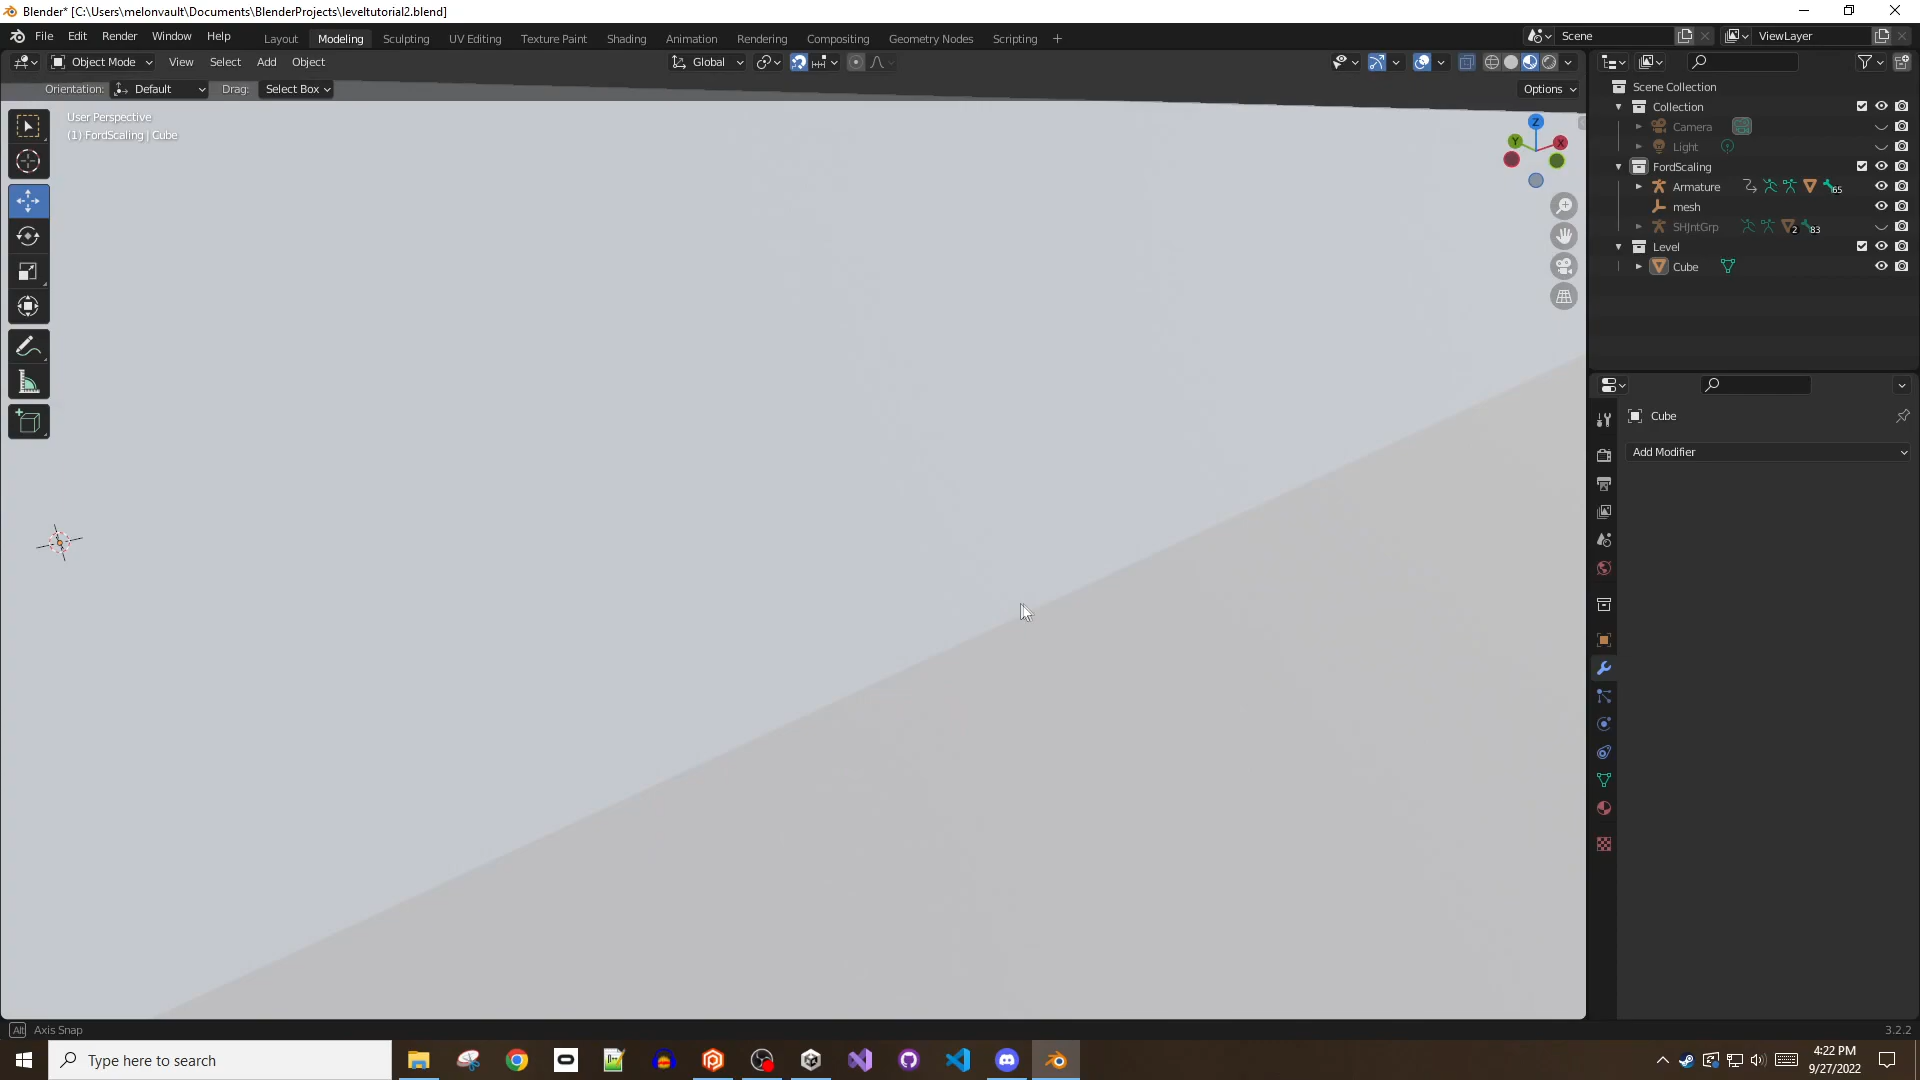 Blender* [C:\Users\melonvault\Documents\BlenderProjects\leveltutorial2.blend]
File Edit Render Window Help Layout Modeling Sculpting UV Editing Texture Paint Shading Animation Rendering Compositing Geometry Nodes Scripting + Scene ViewLayer
Object Mode View Select Add Object Global
Orientation: Default Drag: Select Box Options
User Perspective
(1) FordScaling | Cube
Z
Y X
Scene Collection
Collection
Camera
Light
FordScaling
Armature 65
mesh
SHJntGrp 2 83
Level
Cube
Cube
Add Modifier
Alt Axis Snap 3.2.2
Type here to search
4:22 PM
9/27/2022